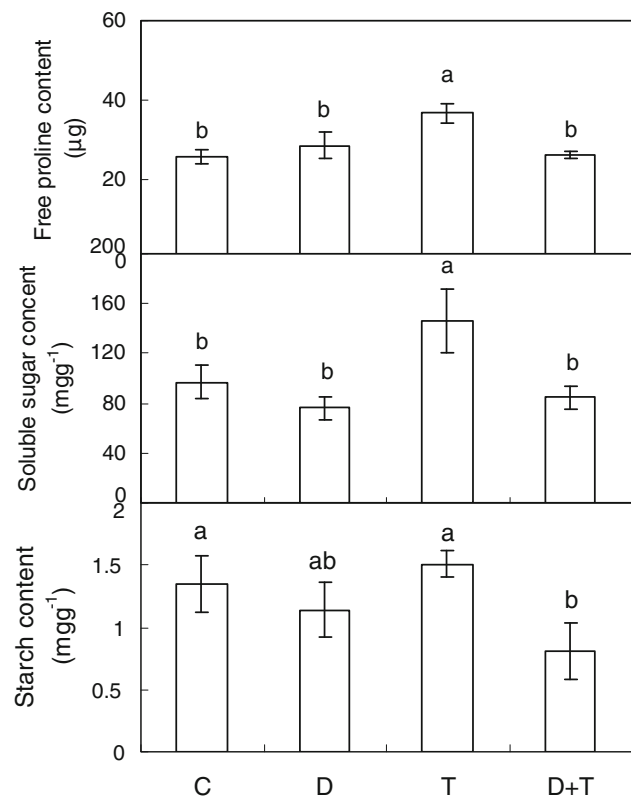 Free proline content
(μg)
60
40
20
0
a
b
b
b
Soluble sugar concent
(mgg-1)
200
160
120
80
40
0
a
b
b
b
Starch content
(mgg-1)
2
1.5
1
0.5
0
a
ab
a
b
C D T D+T